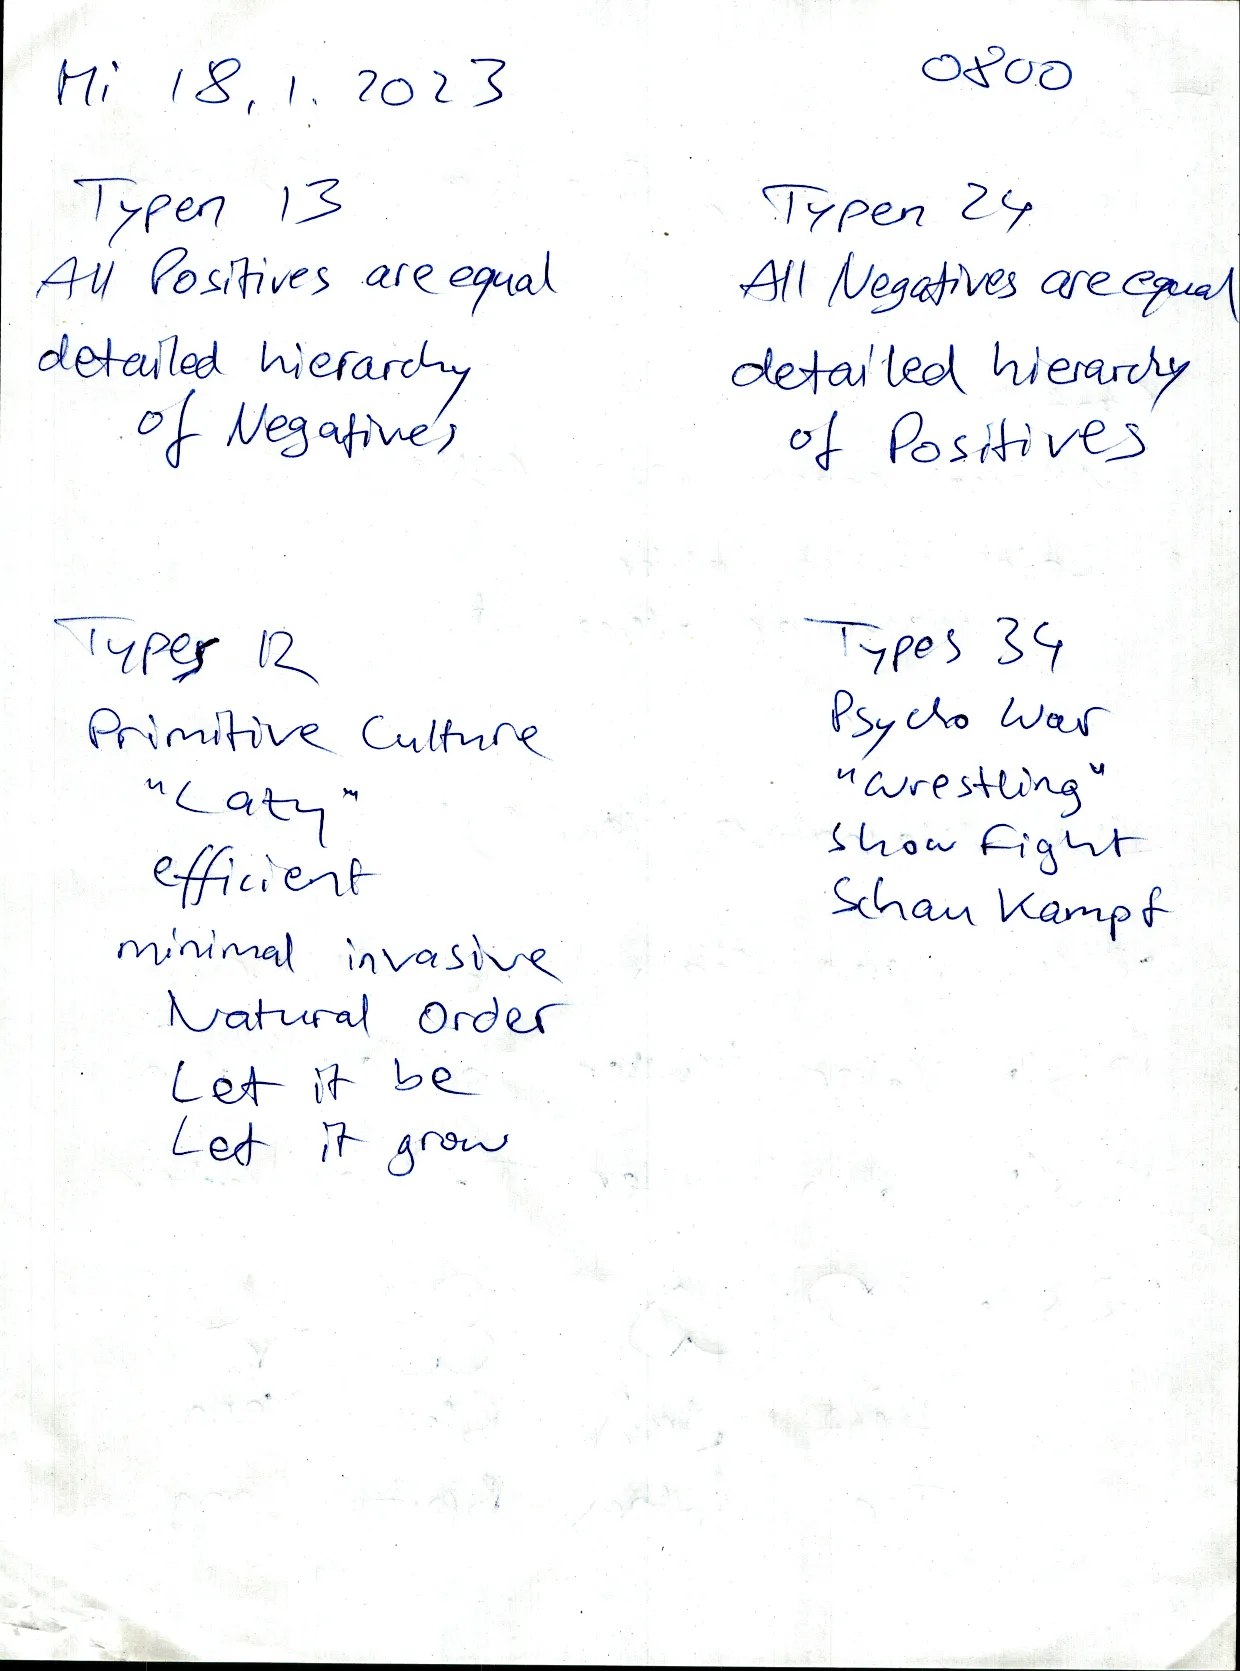 Mi 18.1.2023 0800
Typen 13
All Positives are equal
detailed hierarchy
of Negatives
Typen 24
All Negatives are equal
detailed hierarchy
of Positives
Types 12
Primitive Culture
"Lazy"
efficient
minimal invasive
Natural Order
Let it be
Let it grow
Types 34
Psycho War
"Wrestling"
Show Fight
Schau Kampf